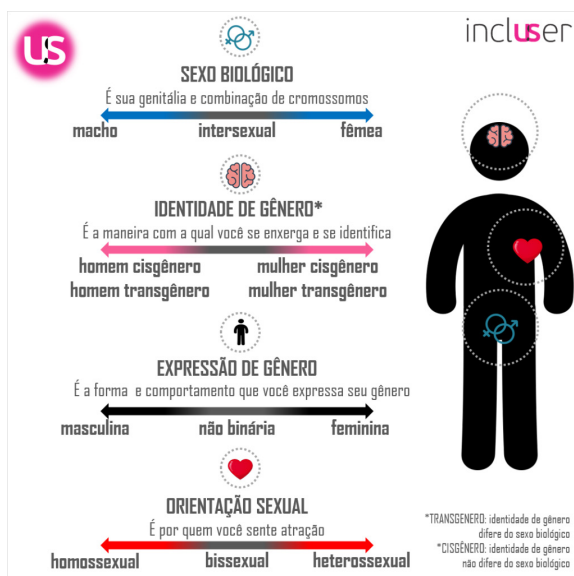 US
incluser
SEXO BIOLÓGICO
É sua genitália e combinação de cromossomos
macho intersexual fêmea
IDENTIDADE DE GÊNERO*
É a maneira com a qual você se enxerga e se identifica
homem cisgênero mulher cisgênero
homem transgênero mulher transgênero
EXPRESSÃO DE GÊNERO
É a forma e comportamento que você expressa seu gênero
masculina não binária feminina
ORIENTAÇÃO SEXUAL
É por quem você sente atração
homossexual bissexual heterossexual
*TRANSGENERO: identidade de gênero
difere do sexo biológico
*CISGÊNERO: identidade de gênero
não difere do sexo biológico